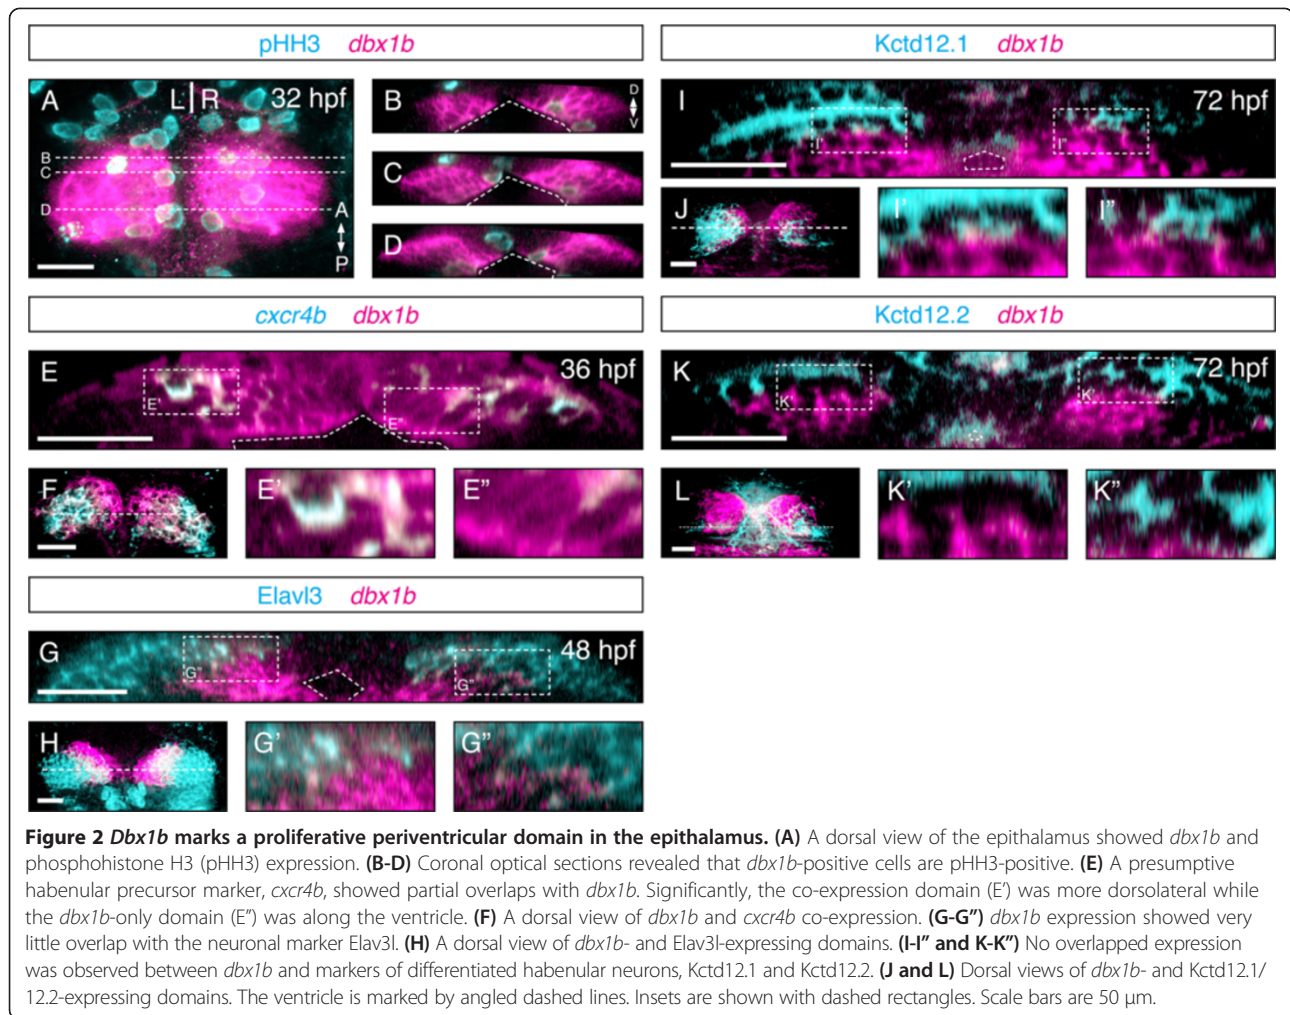 pHH3 dbx1b
A L R 32 hpf
B
C
D
A
P
B D
V
C
D
cxcr4b dbx1b
E 36 hpf
E' E"
F E' E"
Elavl3 dbx1b
G 48 hpf
G" G"
H G' G"
Kctd12.1 dbx1b
I 72 hpf
I' I"
J I' I"
Kctd12.2 dbx1b
K 72 hpf
K' K'
L K' K"
Figure 2 Dbx1b marks a proliferative periventricular domain in the epithalamus. (A) A dorsal view of the epithalamus showed dbx1b and
phosphohistone H3 (pHH3) expression. (B-D) Coronal optical sections revealed that dbx1b-positive cells are pHH3-positive. (E) A presumptive
habenular precursor marker, cxcr4b, showed partial overlaps with dbx1b. Significantly, the co-expression domain (E') was more dorsolateral while
the dbx1b-only domain (E") was along the ventricle. (F) A dorsal view of dbx1b and cxcr4b co-expression. (G-G") dbx1b expression showed very
little overlap with the neuronal marker Elav3l. (H) A dorsal view of dbx1b- and Elav3l-expressing domains. (I-I" and K-K") No overlapped expression
was observed between dbx1b and markers of differentiated habenular neurons, Kctd12.1 and Kctd12.2. (J and L) Dorsal views of dbx1b- and Kctd12.1/
12.2-expressing domains. The ventricle is marked by angled dashed lines. Insets are shown with dashed rectangles. Scale bars are 50 μm.